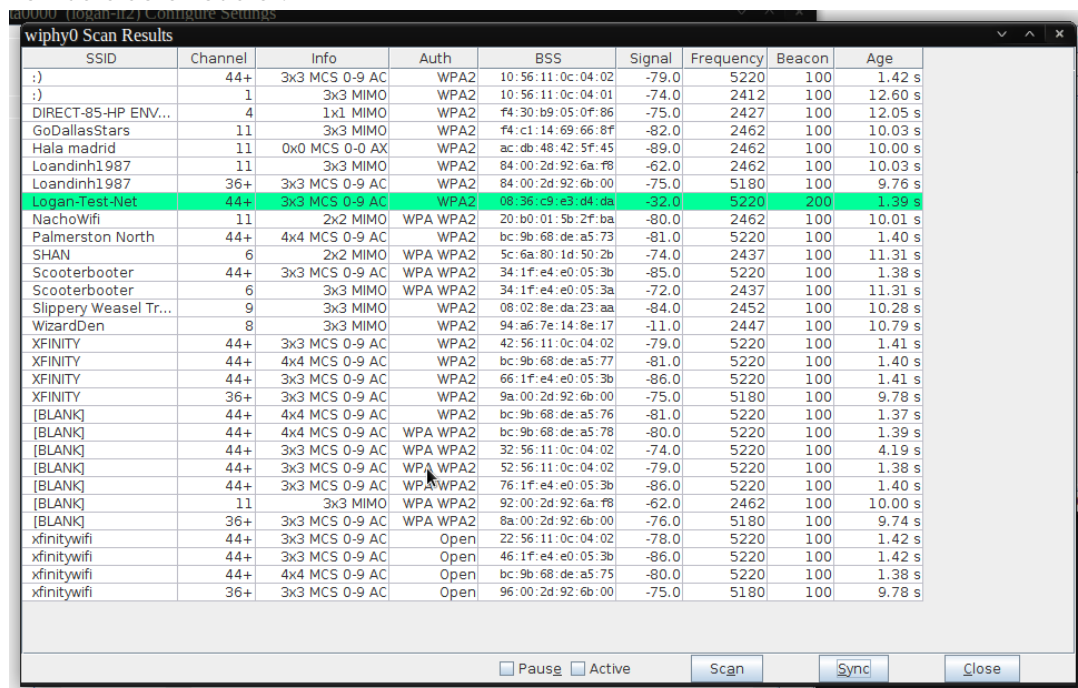 ta0000 (logan-lf2) Configure Settings
wiphy0 Scan Results
SSID Channel Info Auth BSS Signal Frequency Beacon Age
:) 44+ 3x3 MCS 0-9 AC WPA2 10:56:11:0c:04:02 -79.0 5220 100 1.42 s
:) 1 3x3 MIMO WPA2 10:56:11:0c:04:01 -74.0 2412 100 12.60 s
DIRECT-85-HP ENV... 4 1x1 MIMO WPA2 f4:30:b9:05:0f:86 -75.0 2427 100 12.05 s
GoDallasStars 11 3x3 MIMO WPA2 f4:c1:14:69:66:8f -82.0 2462 100 10.03 s
Hala madrid 11 0x0 MCS 0-0 AX WPA2 ac:db:48:42:5f:45 -89.0 2462 100 10.00 s
Loandinh1987 11 3x3 MIMO WPA2 84:00:2d:92:6a:f8 -62.0 2462 100 10.03 s
Loandinh1987 36+ 3x3 MCS 0-9 AC WPA2 84:00:2d:92:6b:00 -75.0 5180 100 9.76 s
Logan-Test-Net 44+ 3x3 MCS 0-9 AC WPA2 08:36:c9:e3:d4:da -32.0 5220 200 1.39 s
NachoWifi 11 2x2 MIMO WPA WPA2 20:b0:01:5b:2f:ba -80.0 2462 100 10.01 s
Palmerston North 44+ 4x4 MCS 0-9 AC WPA2 bc:9b:68:de:a5:73 -81.0 5220 100 1.40 s
SHAN 6 2x2 MIMO WPA WPA2 5c:6a:80:1d:50:2b -74.0 2437 100 11.31 s
Scooterbooter 44+ 3x3 MCS 0-9 AC WPA WPA2 34:1f:e4:e0:05:3b -85.0 5220 100 1.38 s
Scooterbooter 6 3x3 MIMO WPA WPA2 34:1f:e4:e0:05:3a -72.0 2437 100 11.31 s
Slippery Weasel Tr... 9 3x3 MIMO WPA2 08:02:8e:da:23:aa -84.0 2452 100 10.28 s
WizardDen 8 3x3 MIMO WPA2 94:a6:7e:14:8e:17 -11.0 2447 100 10.79 s
XFINITY 44+ 3x3 MCS 0-9 AC WPA2 42:56:11:0c:04:02 -79.0 5220 100 1.41 s
XFINITY 44+ 4x4 MCS 0-9 AC WPA2 bc:9b:68:de:a5:77 -81.0 5220 100 1.40 s
XFINITY 44+ 3x3 MCS 0-9 AC WPA2 66:1f:e4:e0:05:3b -86.0 5220 100 1.41 s
XFINITY 36+ 3x3 MCS 0-9 AC WPA2 9a:00:2d:92:6b:00 -75.0 5180 100 9.78 s
[BLANK] 44+ 4x4 MCS 0-9 AC WPA2 bc:9b:68:de:a5:76 -81.0 5220 100 1.37 s
[BLANK] 44+ 4x4 MCS 0-9 AC WPA WPA2 bc:9b:68:de:a5:78 -80.0 5220 100 1.39 s
[BLANK] 44+ 3x3 MCS 0-9 AC WPA WPA2 32:56:11:0c:04:02 -74.0 5220 100 4.19 s
[BLANK] 44+ 3x3 MCS 0-9 AC WPA WPA2 52:56:11:0c:04:02 -79.0 5220 100 1.38 s
[BLANK] 44+ 3x3 MCS 0-9 AC WPA WPA2 76:1f:e4:e0:05:3b -86.0 5220 100 1.40 s
[BLANK] 11 3x3 MIMO WPA WPA2 92:00:2d:92:6a:f8 -62.0 2462 100 10.00 s
[BLANK] 36+ 3x3 MCS 0-9 AC WPA WPA2 8a:00:2d:92:6b:00 -76.0 5180 100 9.74 s
xfinitywifi 44+ 3x3 MCS 0-9 AC Open 22:56:11:0c:04:02 -78.0 5220 100 1.42 s
xfinitywifi 44+ 3x3 MCS 0-9 AC Open 46:1f:e4:e0:05:3b -86.0 5220 100 1.42 s
xfinitywifi 44+ 4x4 MCS 0-9 AC Open bc:9b:68:de:a5:75 -80.0 5220 100 1.38 s
xfinitywifi 36+ 3x3 MCS 0-9 AC Open 96:00:2d:92:6b:00 -75.0 5180 100 9.78 s
Pause Active Scan Sync Close